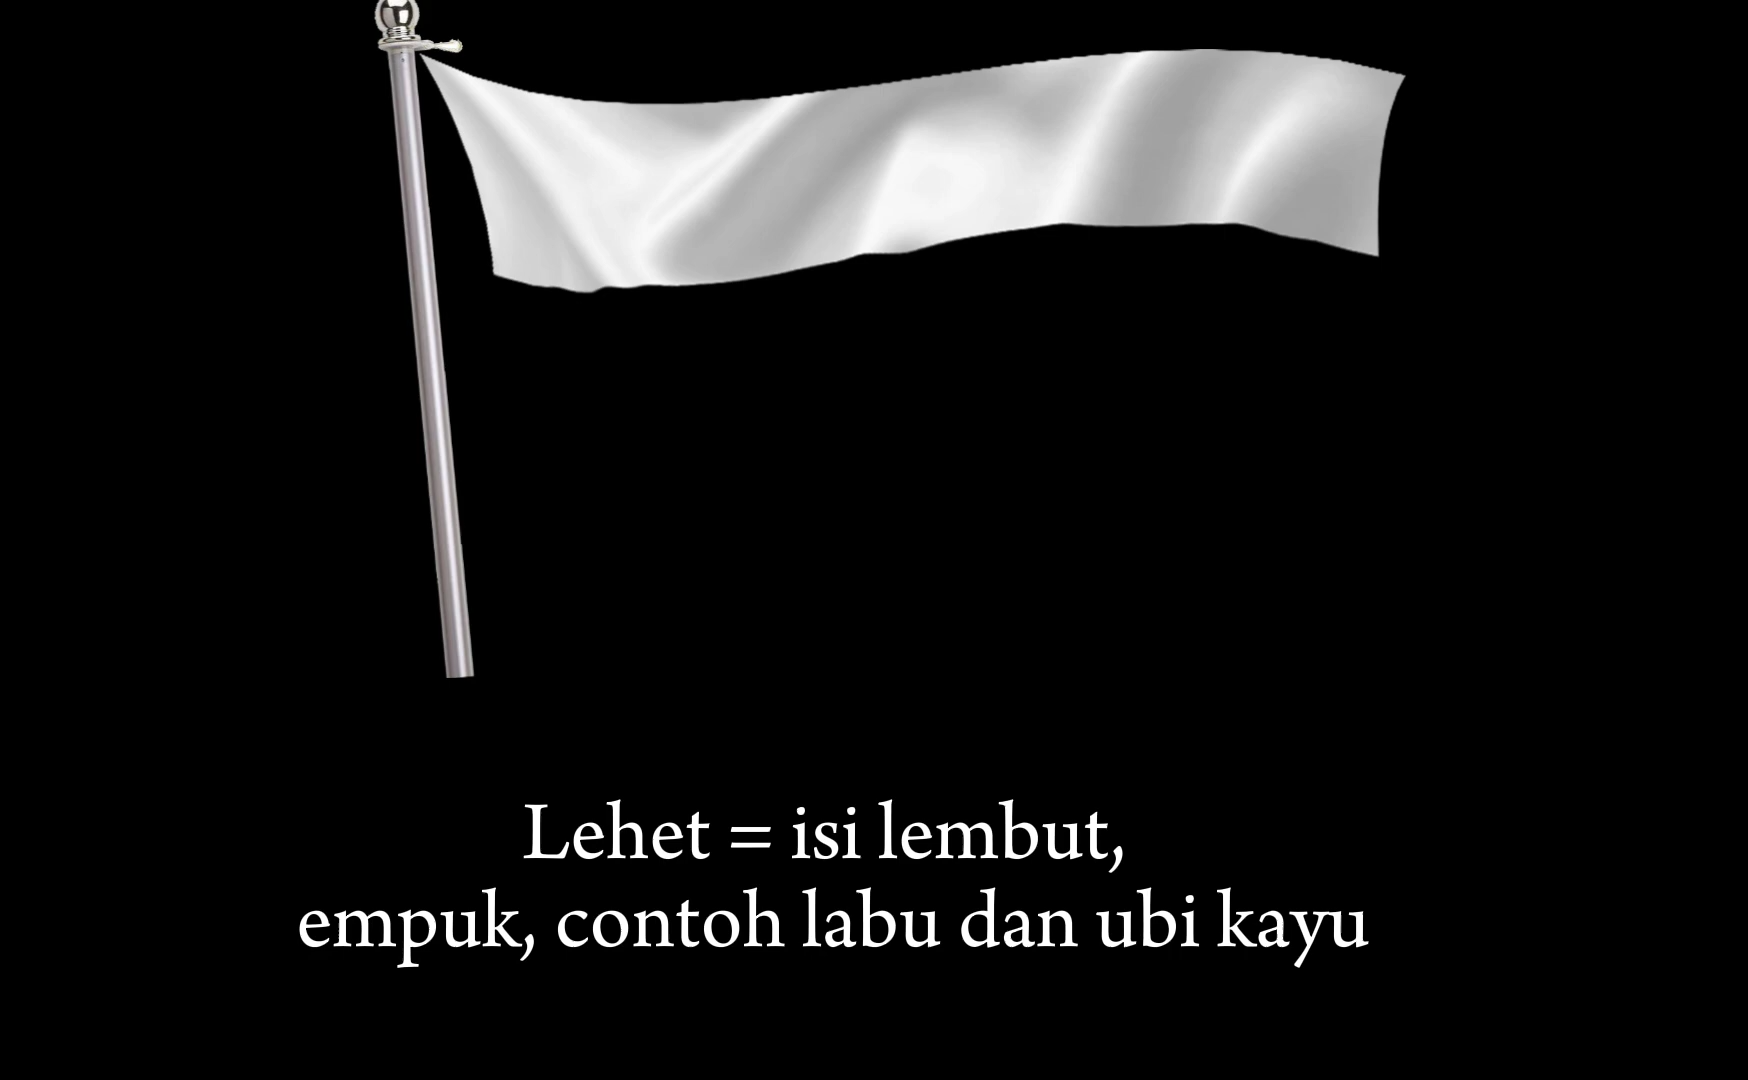 Lehet = isi lembut,
empuk, contoh labu dan ubi kayu